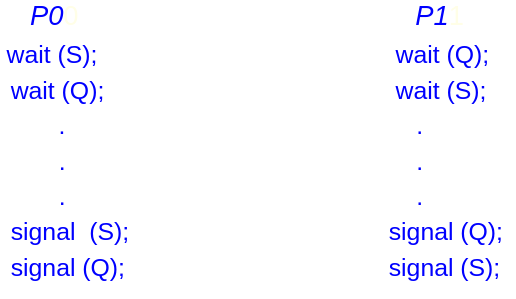 P0 P1
wait (S); wait (Q);
wait (Q); wait (S);
. .
. .
. .
signal (S); signal (Q);
signal (Q); signal (S);